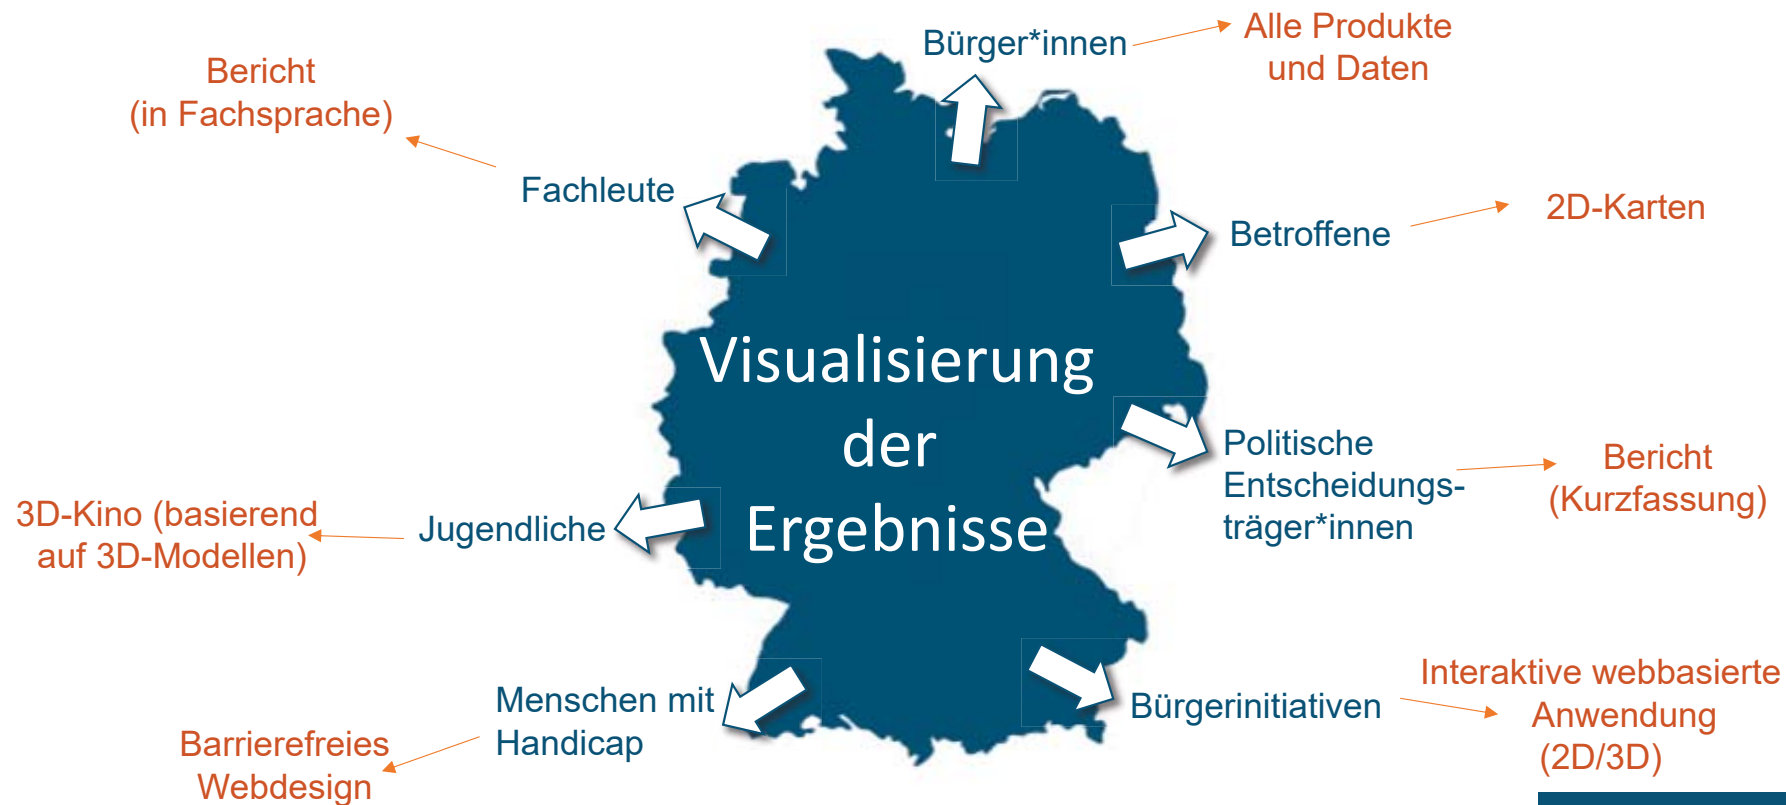 Bürger*innen
Alle Produkte
und Daten
Bericht
(in Fachsprache)
Fachleute
Betroffene
2D-Karten
Visualisierung
der
Ergebnisse
Politische
Entscheidungs-
träger*innen
Bericht
(Kurzfassung)
3D-Kino (basierend
auf 3D-Modellen)
Jugendliche
Menschen mit
Handicap
Barrierefreies
Webdesign
Bürgerinitiativen
Interaktive webbasierte
Anwendung
(2D/3D)